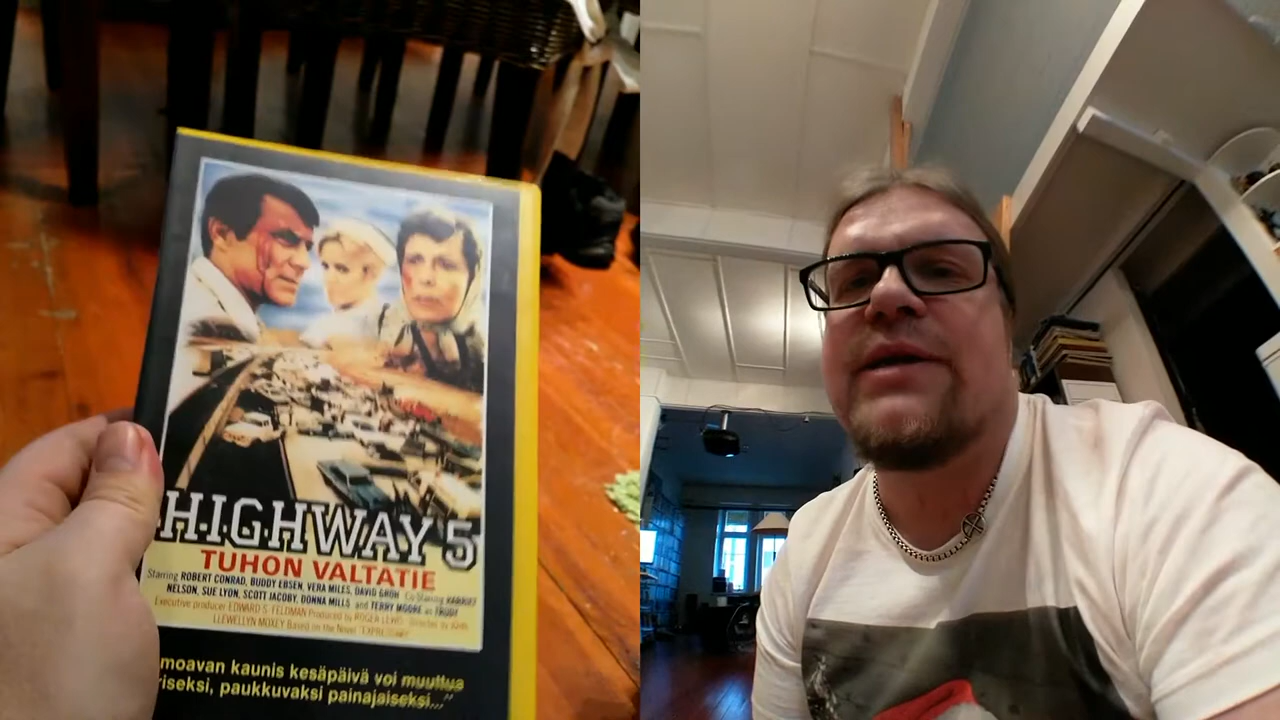 HIGHWAY 5
TUHON VALTATIE
Starring ROBERT CONRAD, BUDDY EBSEN, VERA MILES, DAVID GROH Co-Starring HARRIET
NELSON, SUE LYON, SCOTT JACOBY, DONNA MILLS and TERRY MOORE as TRUDY
Executive producer EDWARD S. FELDMAN Produced by ROGER LEWIS Directed by JOHN
LLEWELLYN MOXEY Based on the Novel "EXPRESSWAY"
moavan kaunis kesäpäivä voi muuttua
riseksi, paukkuvaksi painajaiseksi..."